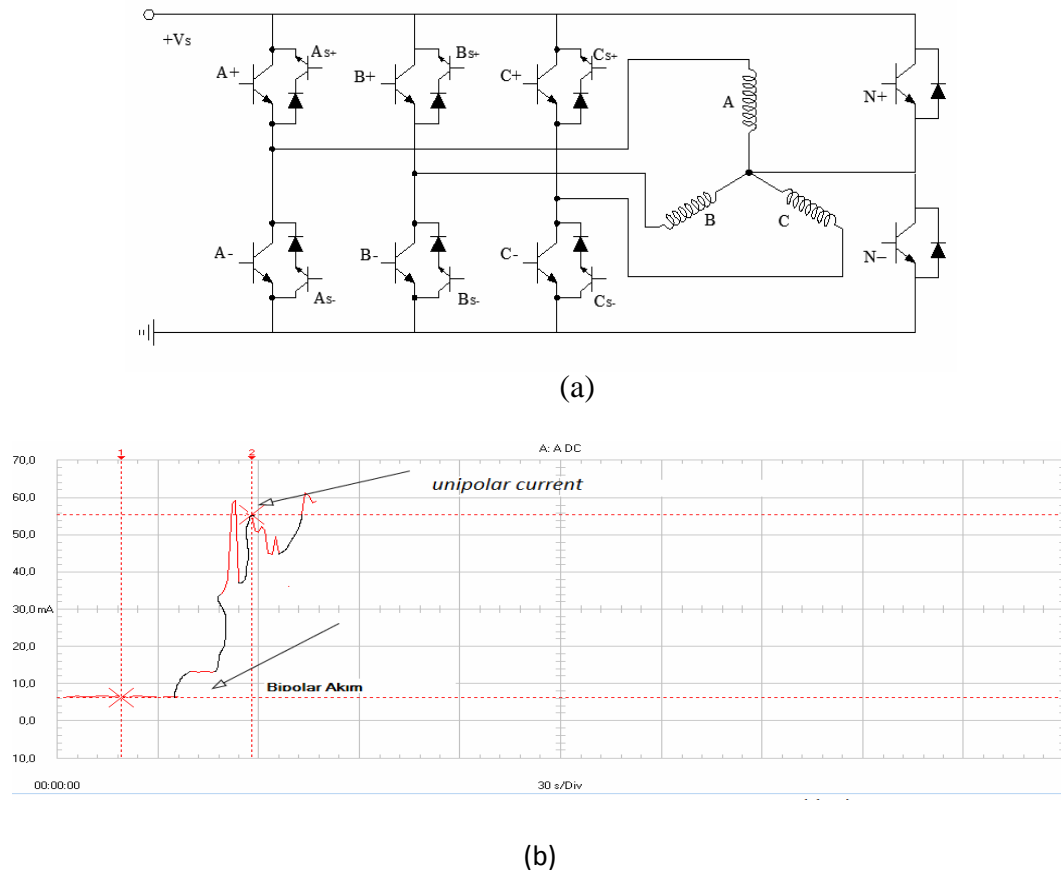 +Vs
A+
As+
B+
Bs+
C+
Cs+
A
N+
B
C
A-
As-
B-
Bs-
C-
Cs-
N–
(a)
1
2
A: A DC
70,0
60,0
50,0
40,0
30,0 mA
20,0
10,0
0,0
10,0
unipolar current
Bipolar Akım
00:00:00
30 s/Div
(b)